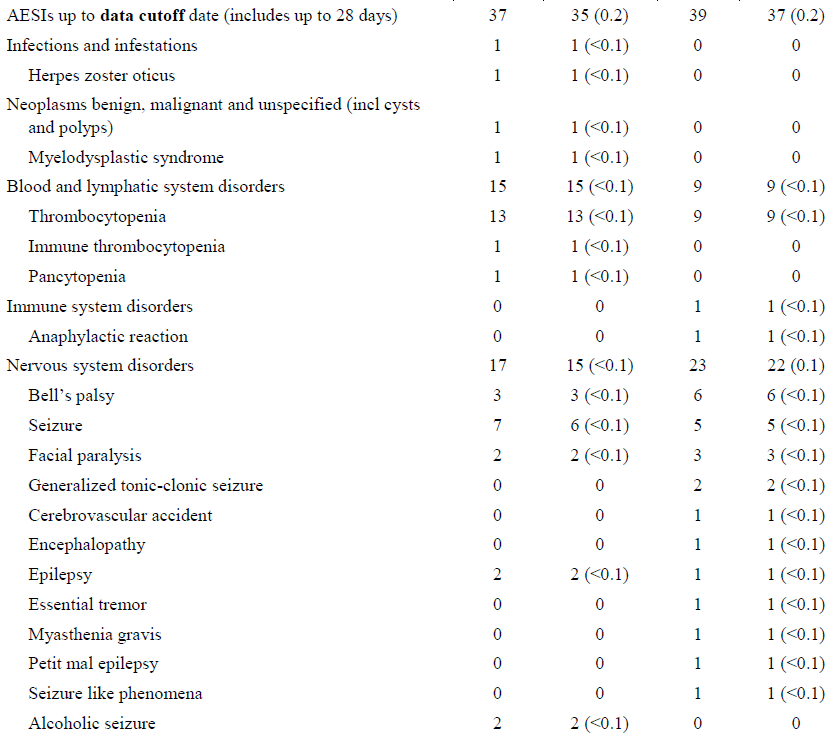 AESIs up to data cutoff date (includes up to 28 days) 37 35 (0.2) 39 37 (0.2)
Infections and infestations 1 1 (<0.1) 0 0
Herpes zoster oticus 1 1 (<0.1) 0 0
Neoplasms benign, malignant and unspecified (incl cysts
and polyps) 1 1 (<0.1) 0 0
Myelodysplastic syndrome 1 1 (<0.1) 0 0
Blood and lymphatic system disorders 15 15 (<0.1) 9 9 (<0.1)
Thrombocytopenia 13 13 (<0.1) 9 9 (<0.1)
Immune thrombocytopenia 1 1 (<0.1) 0 0
Pancytopenia 1 1 (<0.1) 0 0
Immune system disorders 0 0 1 1 (<0.1)
Anaphylactic reaction 0 0 1 1 (<0.1)
Nervous system disorders 17 15 (<0.1) 23 22 (0.1)
Bell’s palsy 3 3 (<0.1) 6 6 (<0.1)
Seizure 7 6 (<0.1) 5 5 (<0.1)
Facial paralysis 2 2 (<0.1) 3 3 (<0.1)
Generalized tonic-clonic seizure 0 0 2 2 (<0.1)
Cerebrovascular accident 0 0 1 1 (<0.1)
Encephalopathy 0 0 1 1 (<0.1)
Epilepsy 2 2 (<0.1) 1 1 (<0.1)
Essential tremor 0 0 1 1 (<0.1)
Myasthenia gravis 0 0 1 1 (<0.1)
Petit mal epilepsy 0 0 1 1 (<0.1)
Seizure like phenomena 0 0 1 1 (<0.1)
Alcoholic seizure 2 2 (<0.1) 0 0